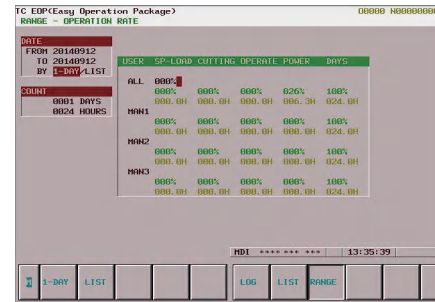 TC EOP(Easy Operation Package) O0000 N00000000
RANGE - OPERATION RATE
DATE
FROM 20140912
TO 20140912
BY 1-DAY/LIST
COUNT
0001 DAYS
0024 HOURS
USER SP-LOAD CUTTING OPERATE POWER DAYS
ALL 000%
000% 000% 000% 026% 100%
000.0H 000.0H 000.0H 006.3H 024.0H
MAN1
000% 000% 000% 000% 100%
000.0H 000.0H 000.0H 000.0H 024.0H
MAN2
000% 000% 000% 000% 100%
000.0H 000.0H 000.0H 000.0H 024.0H
MAN3
000% 000% 000% 000% 100%
000.0H 000.0H 000.0H 000.0H 024.0H
MDI **** *** *** 13:35:39
1-DAY LIST LOG LIST RANGE